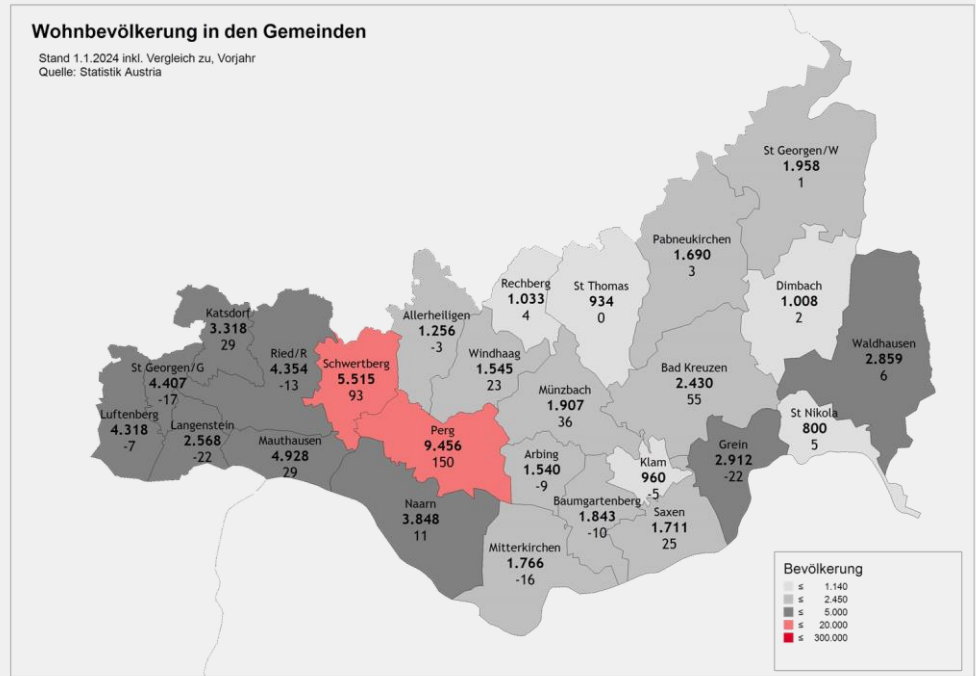 Wohnbevölkerung in den Gemeinden
Stand 1.1.2024 inkl. Vergleich zu, Vorjahr
Quelle: Statistik Austria
St Georgen/W
1.958
1
Pabneukirchen
1.690
3
Rechberg
1.033
4
St Thomas
934
0
Dimbach
1.008
2
Katsdorf
3.318
29
Allerheiligen
1.256
-3
Waldhausen
2.859
6
Ried/R
4.354
-13
Schwertberg
5.515
93
Windhaag
1.545
23
St Georgen/G
4.407
-17
Bad Kreuzen
2.430
55
Münzbach
1.907
36
Luftenberg
4.318
-7
Langenstein
2.568
-22
St Nikola
800
5
Mauthausen
4.928
29
Perg
9.456
150
Grein
2.912
-22
Arbing
1.540
-9
Klam
960
-5
Naarn
3.848
11
Baumgartenberg
1.843
-10
Saxen
1.711
25
Mitterkirchen
1.766
-16
Bevölkerung
≤ 1.140
≤ 2.450
≤ 5.000
≤ 20.000
≤ 300.000